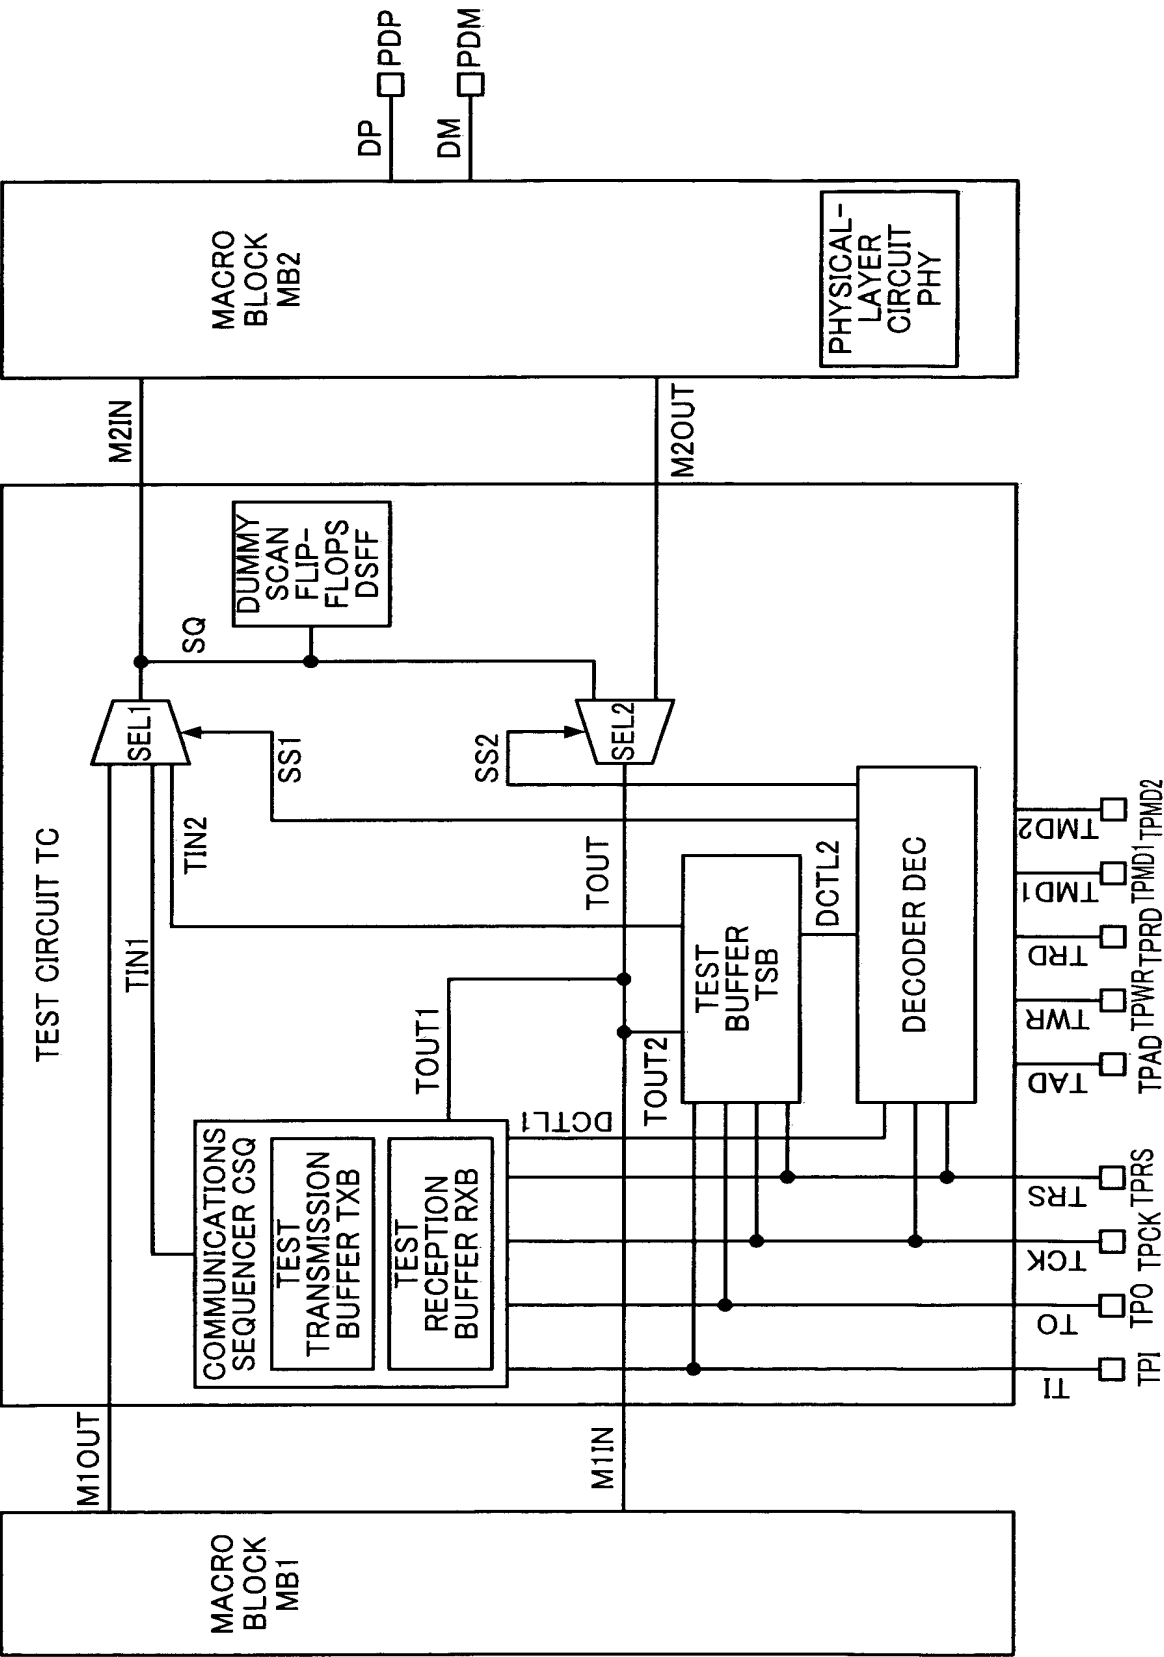 MACRO
BLOCK
MB1
M1OUT
M1IN
TEST CIRCUIT TC
COMMUNICATIONS
SEQUENCER CSQ
TEST
TRANSMISSION
BUFFER TXB
TEST
RECEPTION
BUFFER RXB
TIN1
TIN2
TOUT1
TOUT2
TOUT
DCTL1
DCTL2
TEST
BUFFER
TSB
DECODER DEC
SEL1
SS1
SEL2
SS2
SQ
DUMMY
SCAN
FLIP-
FLOPS
DSFF
M2IN
M2OUT
MACRO
BLOCK
MB2
PHYSICAL-
LAYER
CIRCUIT
PHY
DP
PDP
DM
PDM
TI
TO
TCK
TRS
TAD
TWR
TRD
TMD1
TMD2
TPI
TPO
TPCK
TPRS
TPAD
TPWR
TPRD
TPMD1
TPMD2